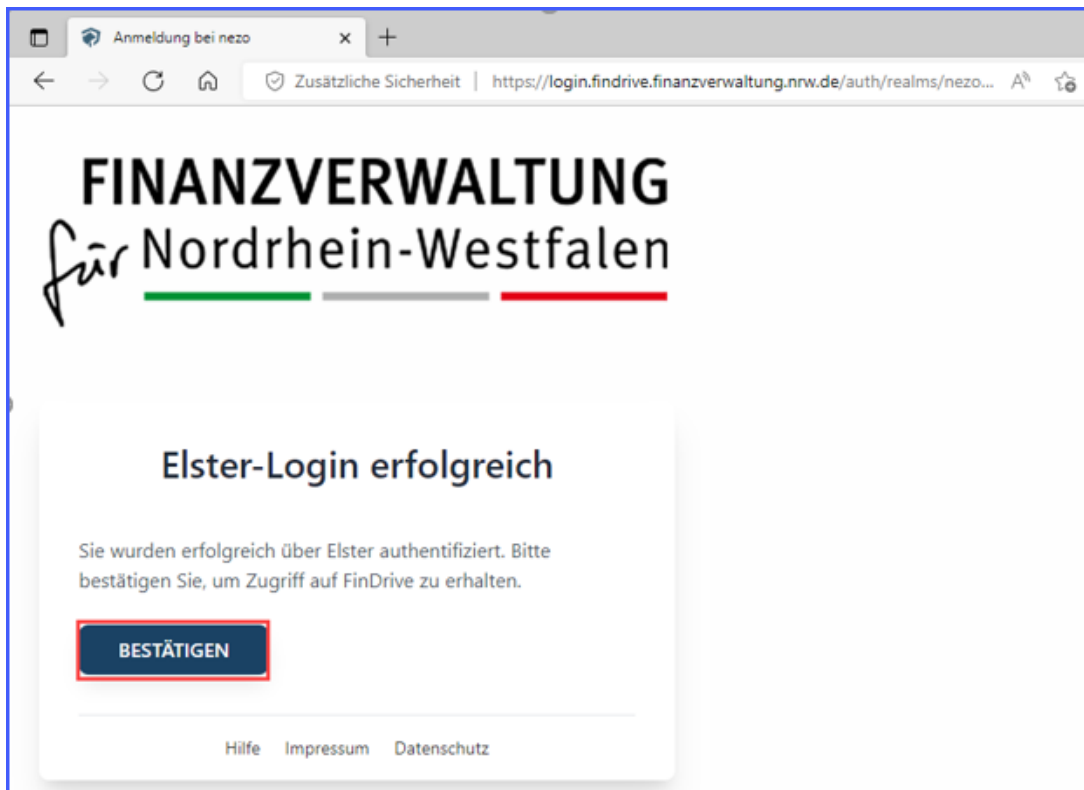 Anmeldung bei nezo
Zusätzliche Sicherheit | https://login.findrive.finanzverwaltung.nrw.de/auth/realms/nezo...
FINANZVERWALTUNG
für Nordrhein-Westfalen
Elster-Login erfolgreich
Sie wurden erfolgreich über Elster authentifiziert. Bitte
bestätigen Sie, um Zugriff auf FinDrive zu erhalten.
BESTÄTIGEN
Hilfe Impressum Datenschutz